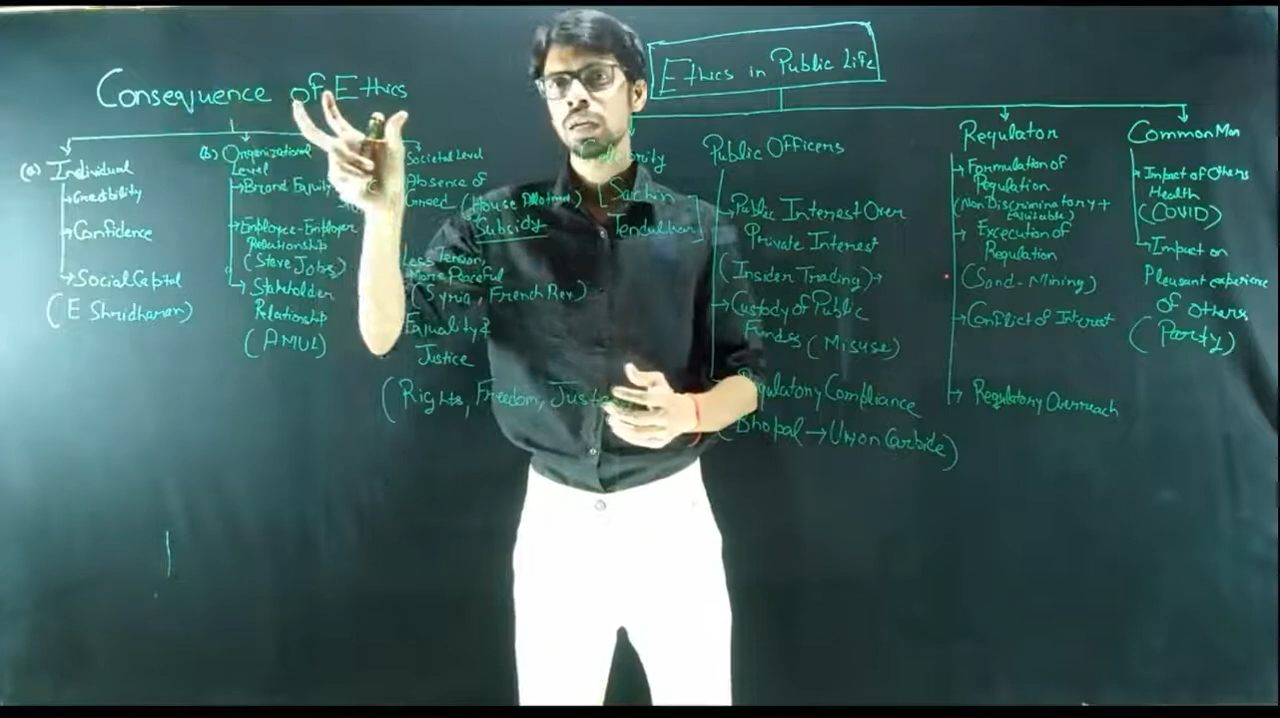 Consequence of Ethics
(a) Individual
Credibility
Confidence
Social Capital
(E Shridharan)
(b) Organizational
Level
Brand Equity
Employee-Employer
Relationship
(Steve Jobs)
Stakeholder
Relationship
(AMUL)
Societal Level
Absence of
Greed (House Allotment)
Subsidy
Less Tension,
More Peaceful
(Syria, French Rev)
Equality &
Justice
(Rights, Freedom,
Ethics in Public Life
[Sachin
Tendulkar]
Public Officers
Public Interest Over
Private Interest
(Insider Trading)
Custody of Public
Funds (Misuse)
Regulatory Compliance
(Bhopal → Union Carbide)
Regulator
Formulation of
Regulation
(Non Discriminatory +
Equitable)
Execution of
Regulation
(Sand-Mining)
Conflict of Interest
Regulatory Overreach
Common Man
Impact of Others
Health
(COVID)
Impact on
Pleasant experience
of others
(Party)